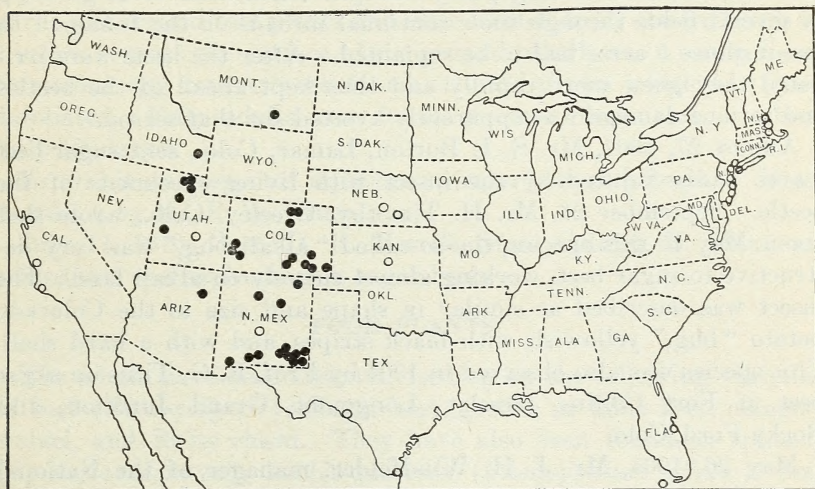 WASH.
MONT.
N. DAK.
MINN.
ME.
OREG.
IDAHO
WYO.
S. DAK.
WIS
MICH.
N. Y
VT.
N.H.
MASS
CONN.
R.I.
NEV
UTAH.
COL.
NEB
IOWA
ILL
IND.
OHIO.
PA.
N.J.
MD.
DEL.
CAL.
KAN
MO
KY.
W VA
VA.
ARIZ
N. MEX
OKL
ARK.
TENN.
N. C.
S. C.
TEX
LA.
MISS.
ALA
GA.
FLA